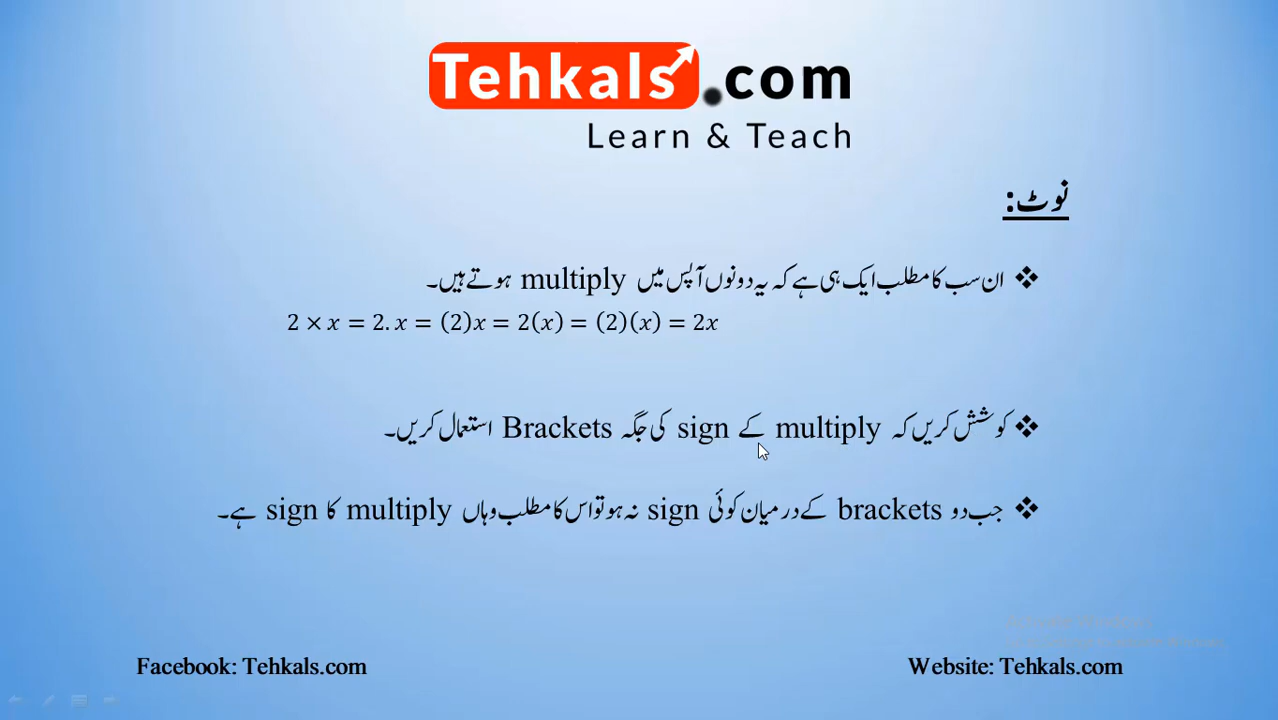 Tehkals.com
Learn & Teach
نوٹ:
❖ ان سب کا مطلب ایک ہی ہے کہ یہ دونوں آپس میں multiply ہوتے ہیں۔
2 × x = 2. x = (2)x = 2(x) = (2)(x) = 2x
❖ کوشش کریں کہ multiply کے sign کی جگہ Brackets استعمال کریں۔
❖ جب دو brackets کے درمیان کوئی sign نہ ہو تو اس کا مطلب وہاں multiply کا sign ہے۔
Facebook: Tehkals.com
Website: Tehkals.com